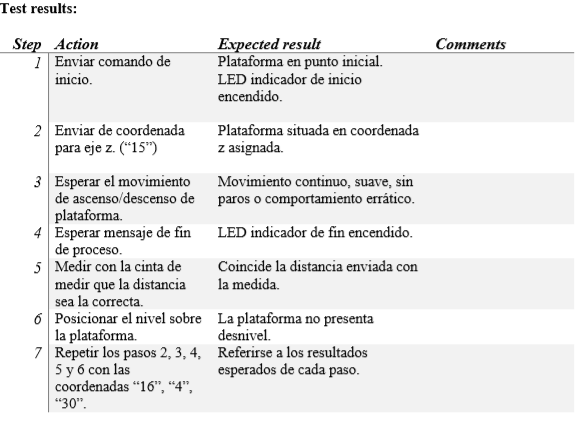 Test results:
Step Action Expected result Comments
1 Enviar comando de Plataforma en punto inicial.
inicio. LED indicador de inicio
encendido.
2 Enviar de coordenada Plataforma situada en coordenada
para eje z. (“15”) z asignada.
3 Esperar el movimiento Movimiento continuo, suave, sin
de ascenso/descenso de paros o comportamiento errático.
plataforma.
4 Esperar mensaje de fin LED indicador de fin encendido.
de proceso.
5 Medir con la cinta de Coincide la distancia enviada con
medir que la distancia la medida.
sea la correcta.
6 Posicionar el nivel sobre La plataforma no presenta
la plataforma. desnivel.
7 Repetir los pasos 2, 3, 4, Referirse a los resultados
5 y 6 con las esperados de cada paso.
coordenadas “16”, “4”,
“30”.